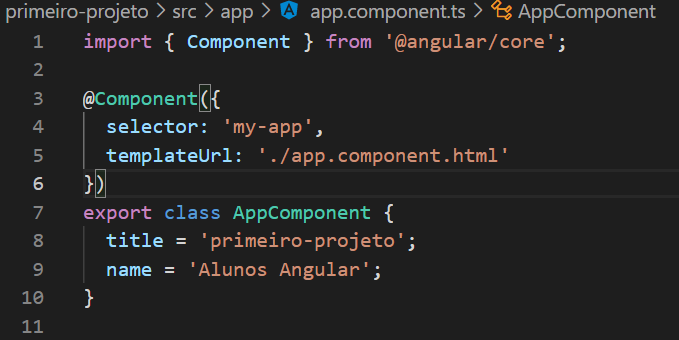 primeiro-projeto > src > app > app.component.ts > AppComponent
1 import { Component } from '@angular/core';
2
3 @Component({
4 selector: 'my-app',
5 templateUrl: './app.component.html'
6 })
7 export class AppComponent {
8 title = 'primeiro-projeto';
9 name = 'Alunos Angular';
10 }
11